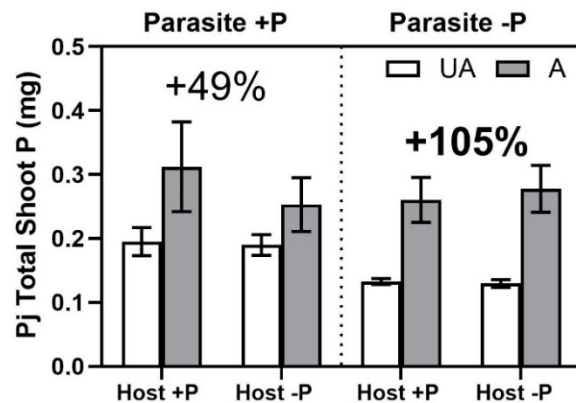 Parasite +P Parasite -P
Pj Total Shoot P (mg)
0.5
0.4
0.3
0.2
0.1
0.0
UA A
+49%
+105%
Host +P Host -P Host +P Host -P